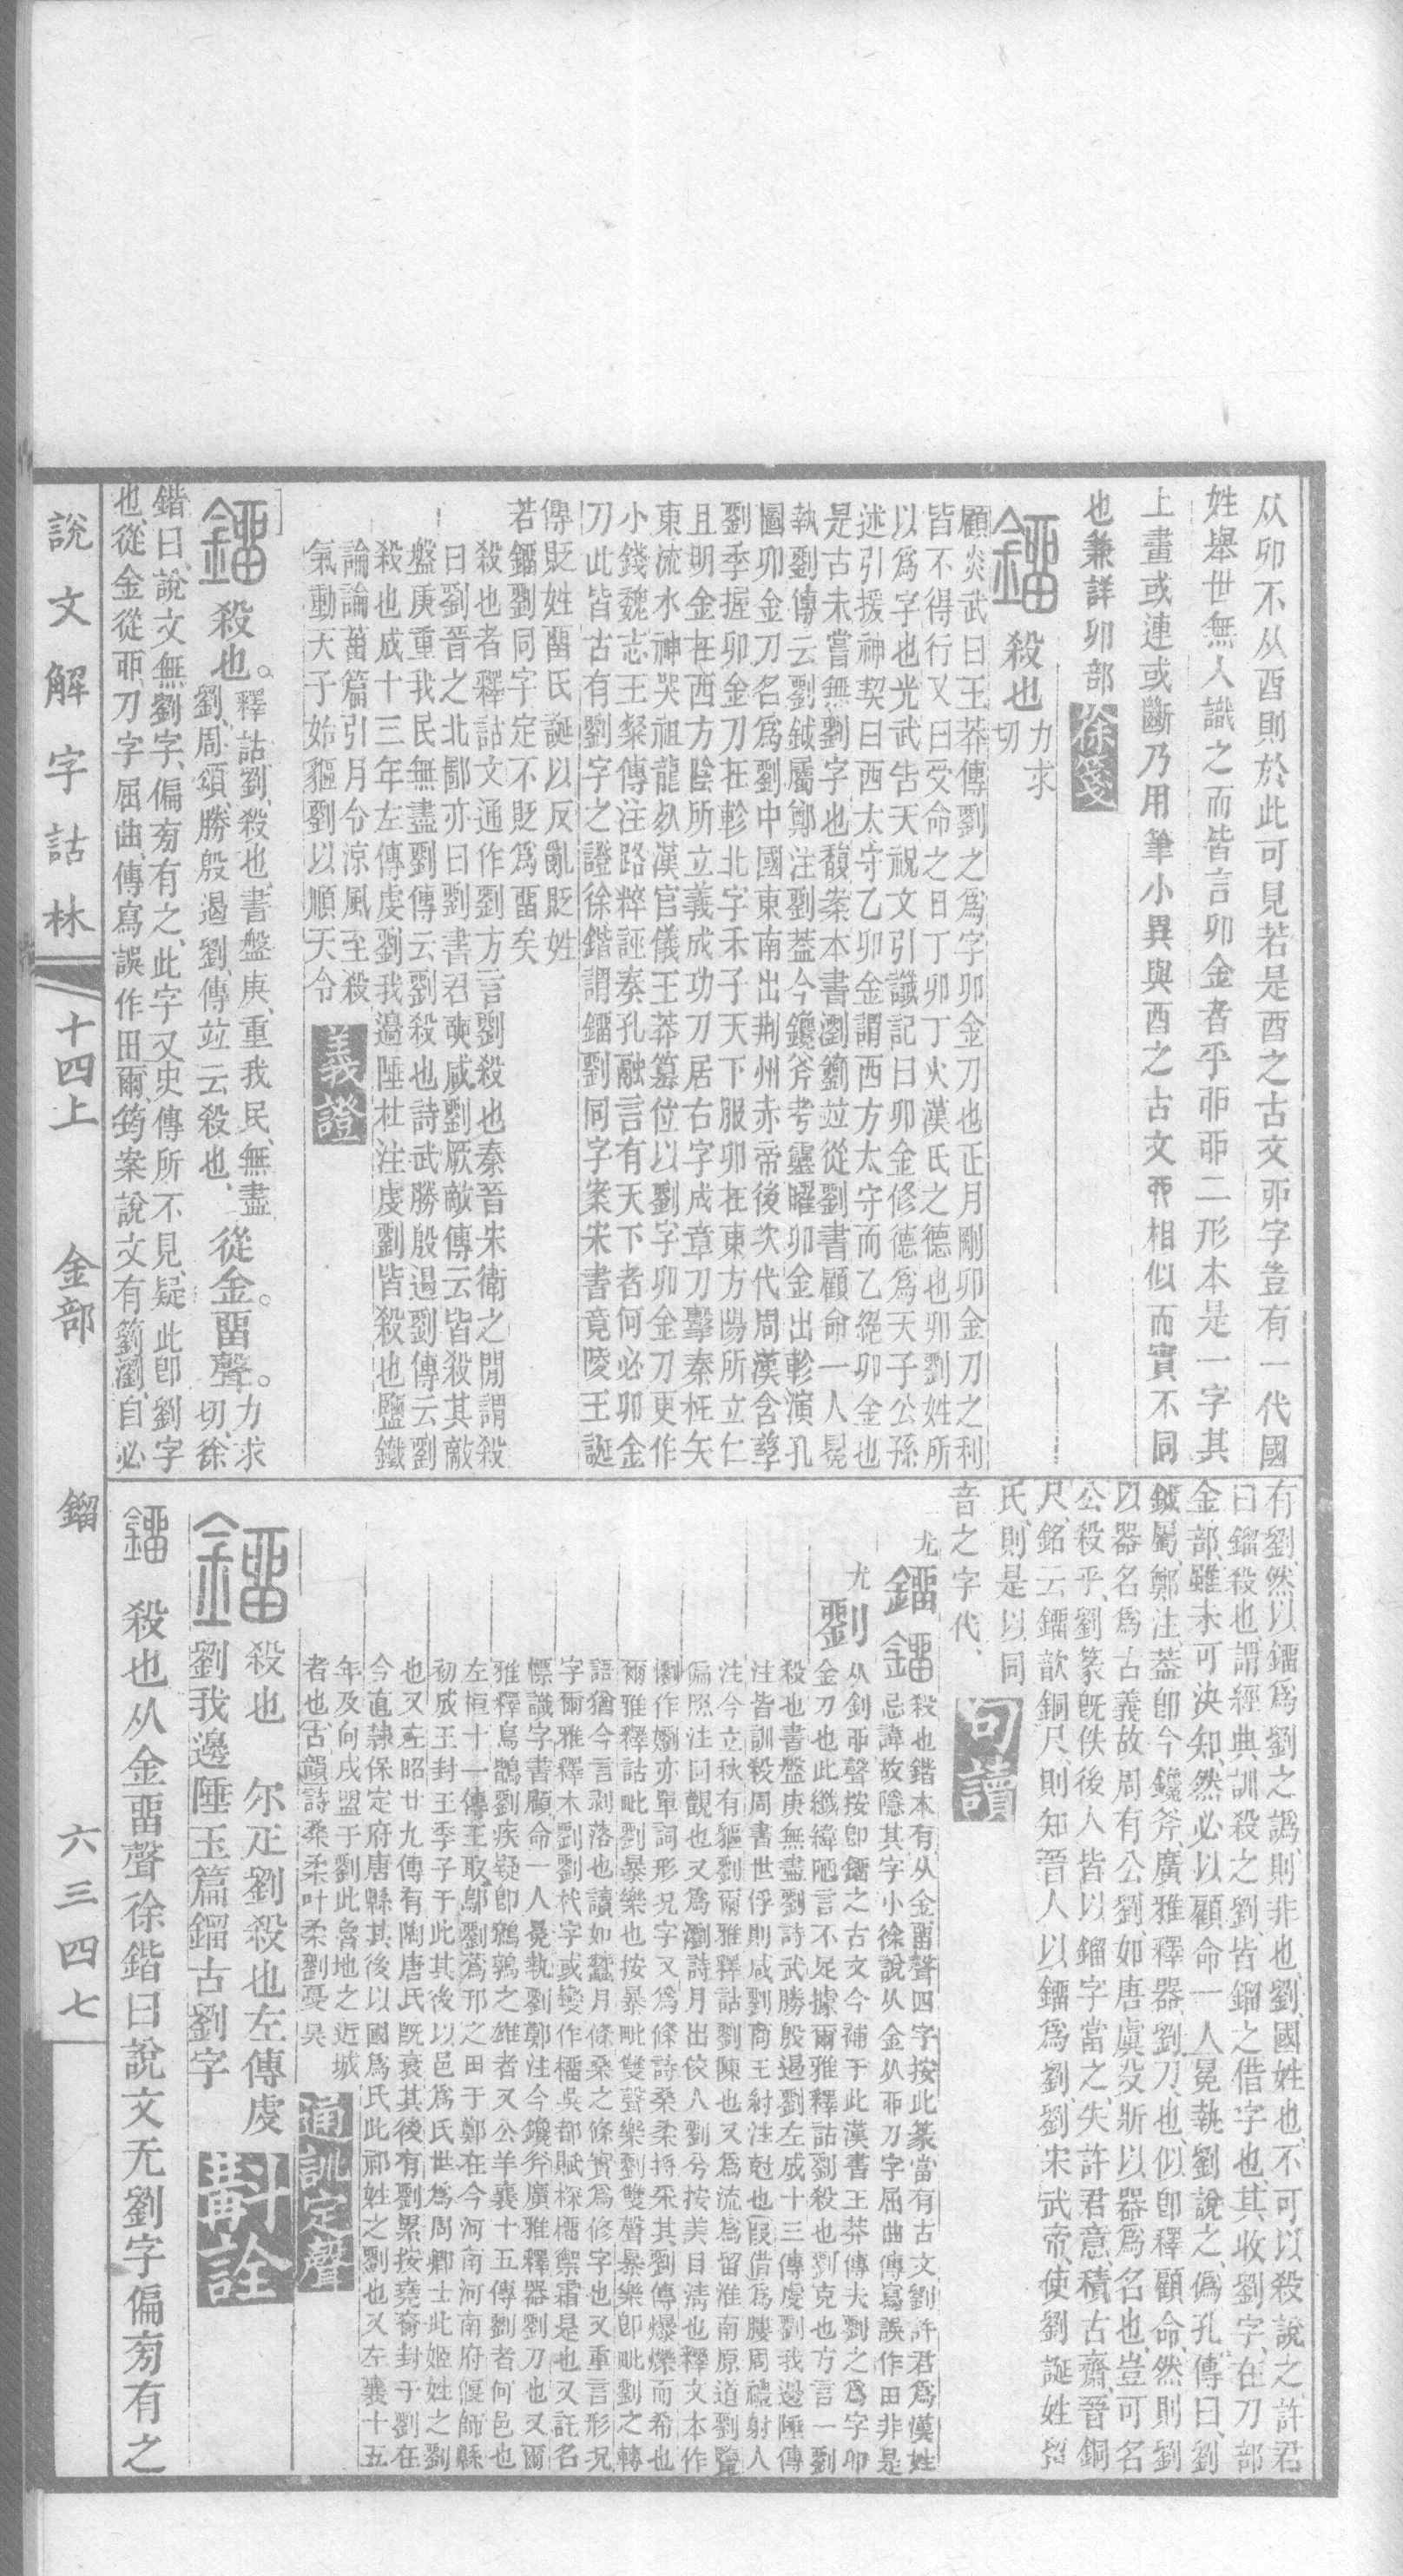 从卯不从酉則於此可見若是酉之古文丣字豈有一代國
姓舉世無人識之而皆言卯金者乎丣戼二形本是一字其
上畫或連或斷乃用筆小異與酉之古文丣相似而實不同
也兼詳卯部徐箋
鐂殺也力求切
顧炎武曰王莽傳劉之爲字卯金刀也正月剛卯金刀之利
皆不得行又曰受命之日丁卯丁火漢氏之德也卯劉姓所
以爲字也光武告天祝文引讖記曰卯金修德爲天子公孫
述引援神契曰西太守乙卯金謂西方太守而乙絕卯金也
是古未嘗無劉字也馥案本書瀏籀竝從劉書顧命一人冕
執劉傳云劉鉞屬鄭注劉蓋今鑱斧考靈曜卯金出軫演孔
圖卯金刀名爲劉中國東南出荆州赤帝後次代周漢含孳
劉季握卯金刀在軫北字禾子天下服卯在東方陽所立仁
且明金在西方陰所立義成功刀居右字成章刀擊秦枉矢
東流水神哭祖龍㱾漢官儀王莽篡位以劉字卯金刀更作
小錢魏志王粲傳注路粹誣奏孔融言有天下者何必卯金
刀此皆古有劉字之證徐鍇謂鐂劉同字案宋書竟陵王誕
傳貶姓畱氏誕以反亂貶姓
若鐂劉同字定不貶爲畱矣
殺也者釋詁文通作劉方言劉殺也秦晉宋衞之閒謂殺
曰劉晉之北鄙亦曰劉書君奭咸劉厥敵傳云皆殺其敵
盤庚重我民無盡劉傳云劉殺也詩武勝殷遏劉傳云劉
殺也成十三年左傳虔劉我邊陲杜注虔劉皆殺也鹽鐵
論論菑篇引月令涼風至殺
氣動天子始貙劉以順天令義證
鐂殺也。釋詁劉、殺也、書盤庚、重我民、無盡劉、周頌、勝殷遏劉、傳竝云殺也、從金。畱聲。力求切、徐
鍇曰、說文無劉字、偏㫄有之、此字又史傳所不見、疑此卽劉字
也、從金從丣、刀字屈曲、傳寫誤作田爾、筠案說文有籀瀏、自必
有劉、然以鐂爲劉之譌、則非也、劉、國姓也、不可以殺說之、許君
曰鐂殺也、謂經典訓殺之劉、皆鐂之借字也、其收劉字、在刀部
金部、雖未可決知、然必以顧命一人冕執劉說之、僞孔傳曰、劉
鉞屬、鄭注、蓋卽今鑱斧、廣雅釋器、劉刀也、似卽釋顧命、然則劉
以器名爲古義故周有公劉、如唐虞殳斨以器爲名也、豈可名
公殺乎、劉篆旣佚後人皆以鐂字當之、失許君意、積古齋、晉銅
尺、銘云鐂歆銅尺則知晉人以鐂爲劉、劉宋武帝、使劉誕姓畱
氏、則是以同
音之字代、句讀
尤鐂鐂殺也鍇本有从金畱聲四字按此篆當有古文劉許君爲漢姓
忌諱故隱其字小徐說从金从丣刀字屈曲傳寫誤作田非是
尤劉从釗丣聲按卽鐂之古文今補于此漢書王莽傳夫劉之爲字卯
金刀也此纖緯陋言不足據爾雅釋詁劉殺也劉克也方言一劉
殺也書盤庚無盡劉詩武勝殷遏劉左成十三傳虔劉我邊陲傳
注皆訓殺周書世俘則咸劉商王紂注尅也叚借爲膢周禮射人
注今立秋有貙劉爾雅釋詁劉陳也又爲流爲留淮南原道劉覽
偏照注回觀也又爲瀏詩月出佼人劉兮按美目淸也釋文本作
懰作嬼亦單詞形況字又爲條詩桑柔捋采其劉傳爆爍而希也
爾雅釋詁毗劉暴樂也按暴毗雙聲樂劉雙聲暴樂卽毗劉之轉
語猶今言剥落也讀如蠶月條桑之條實爲修字也又重言形況
字爾雅釋木劉劉杙字或變作榴吳都賦探榴禦霜是也又託名
幖識字書顧命一人冕執劉鄭注今鑱斧廣雅釋器劉刀也又爾
雅釋鳥鶛劉疾疑卽鷯鶉之雄者又公羊襄十五傳劉者何邑也
左桓十一傳王取鄔劉蔿邘之田于鄭在今河南河南府偃師縣
初成王封王季子于此其後以邑爲氏世爲周卿士此姬姓之劉
也又左昭廿九傳有陶唐氏旣衰其後有劉累按堯裔封于劉在
今直隷保定府唐縣其後以國爲氏此祁姓之劉也又左襄十五
年及向戌盟于劉此魯地之近城
者也古韻詩桑柔叶柔劉憂吴通訓定聲
鐂殺也 尔疋劉殺也左傳虔
劉我邊陲玉篇鐂古劉字斠詮
鐂 殺也从金畱聲徐鍇曰說文无劉字偏㫄有之
說文解字詁林 十四上 金部 鐂 六三四七